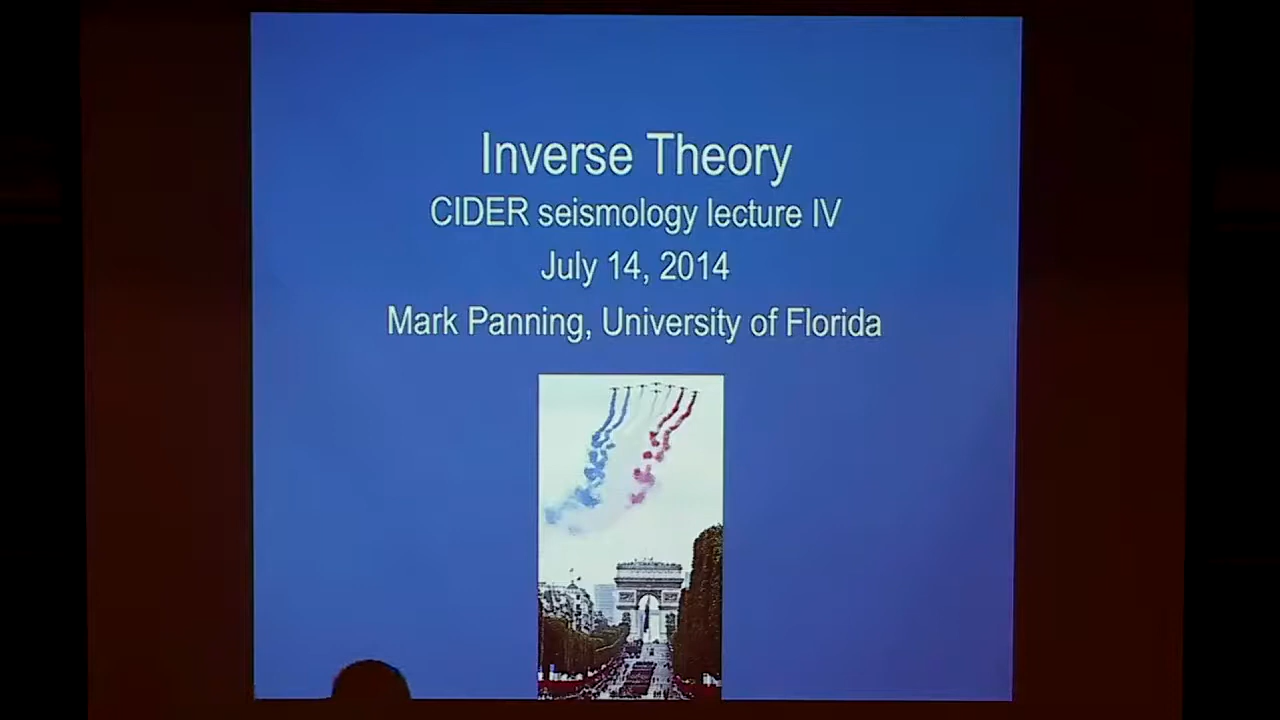 Inverse Theory
CIDER seismology lecture IV
July 14, 2014
Mark Panning, University of Florida